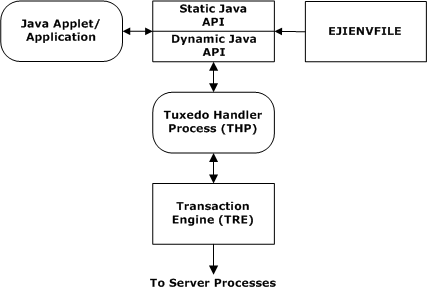 Java Applet/
Application
Static Java
API
Dynamic Java
API
EJIENVFILE
Tuxedo Handler
Process (THP)
Transaction
Engine (TRE)
To Server Processes